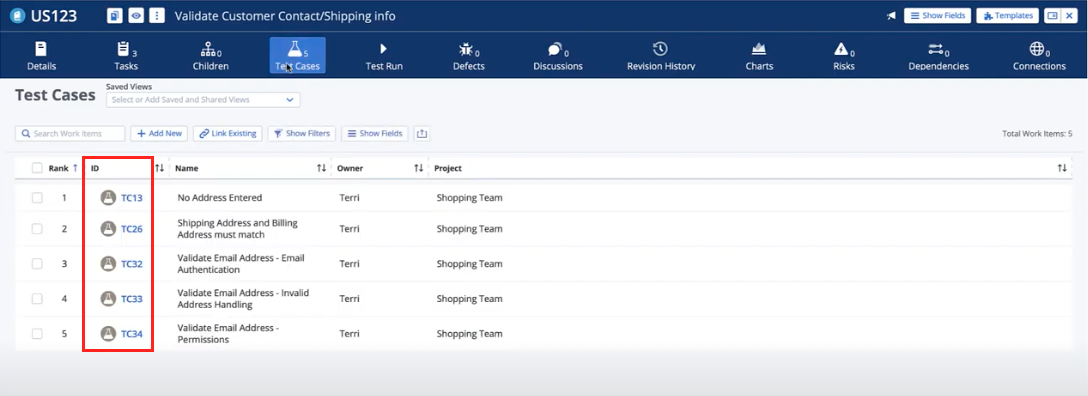 US123 Validate Customer Contact/Shipping info Show Fields Templates
3 0 5 0 0 0 0 0
Details Tasks Children Test Cases Test Run Defects Discussions Revision History Charts Risks Dependencies Connections
Saved Views
Test Cases Select or Add Saved and Shared Views
Search Work Items + Add New Link Existing Show Filters Show Fields Total Work Items: 5
Rank ↑ ID ↑↓ Name ↑↓ Owner ↑↓ Project ↑↓
1 TC13 No Address Entered Terri Shopping Team
2 TC26 Shipping Address and Billing Terri Shopping Team
Address must match
3 TC32 Validate Email Address - Email Terri Shopping Team
Authentication
4 TC33 Validate Email Address - Invalid Terri Shopping Team
Address Handling
5 TC34 Validate Email Address - Terri Shopping Team
Permissions